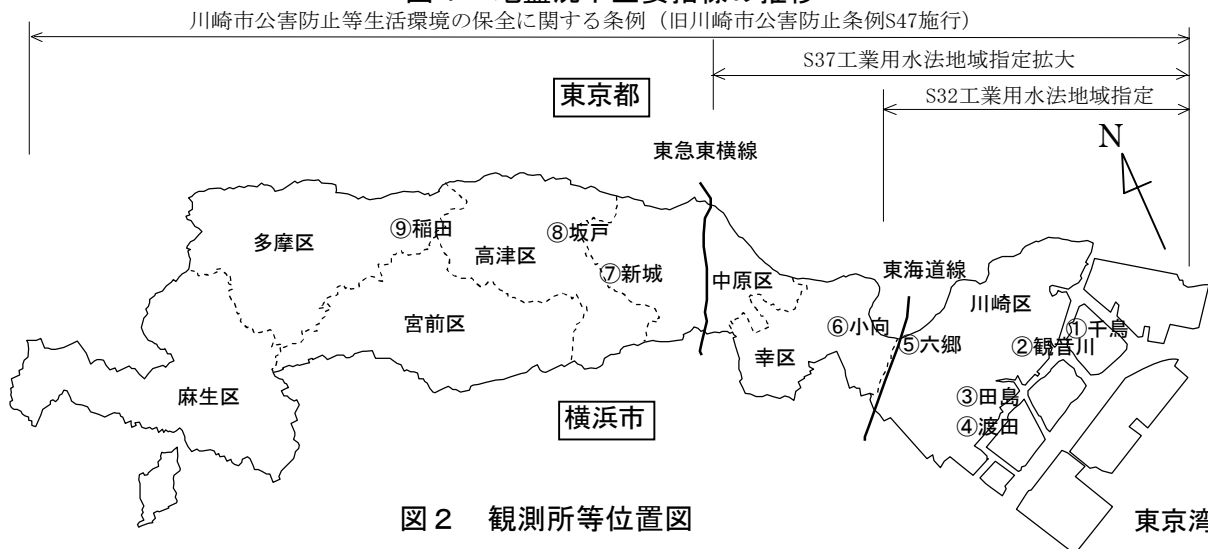 川崎市公害防止等生活環境の保全に関する条例（旧川崎市公害防止条例S47施行）
S37工業用水法地域指定拡大
S32工業用水法地域指定
東京都
N
東急東横線
⑨稲田
⑧坂戸
多摩区
高津区
東海道線
⑦新城
中原区
川崎区
宮前区
⑥小向
①千鳥
⑤六郷
②観音川
幸区
麻生区
③田島
横浜市
④渡田
図２　観測所等位置図
東京湾